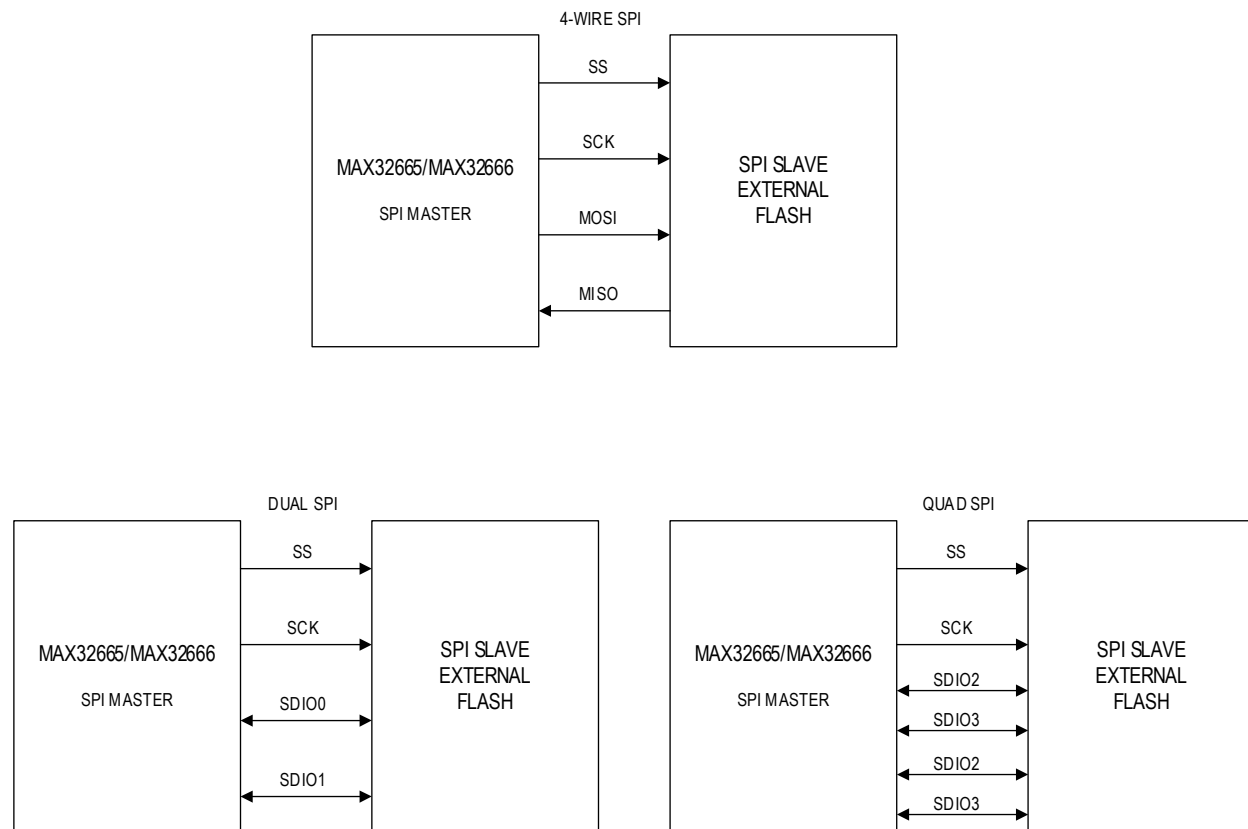 4-WIRE SPI
SS
SCK
MAX32665/MAX32666
SPI MASTER
MOSI
MISO
SPI SLAVE
EXTERNAL
FLASH
DUAL SPI
SS
SCK
MAX32665/MAX32666
SPI MASTER
SDIO0
SDIO1
SPI SLAVE
EXTERNAL
FLASH
QUAD SPI
SS
SCK
MAX32665/MAX32666
SPI MASTER
SDIO2
SDIO3
SDIO2
SDIO3
SPI SLAVE
EXTERNAL
FLASH